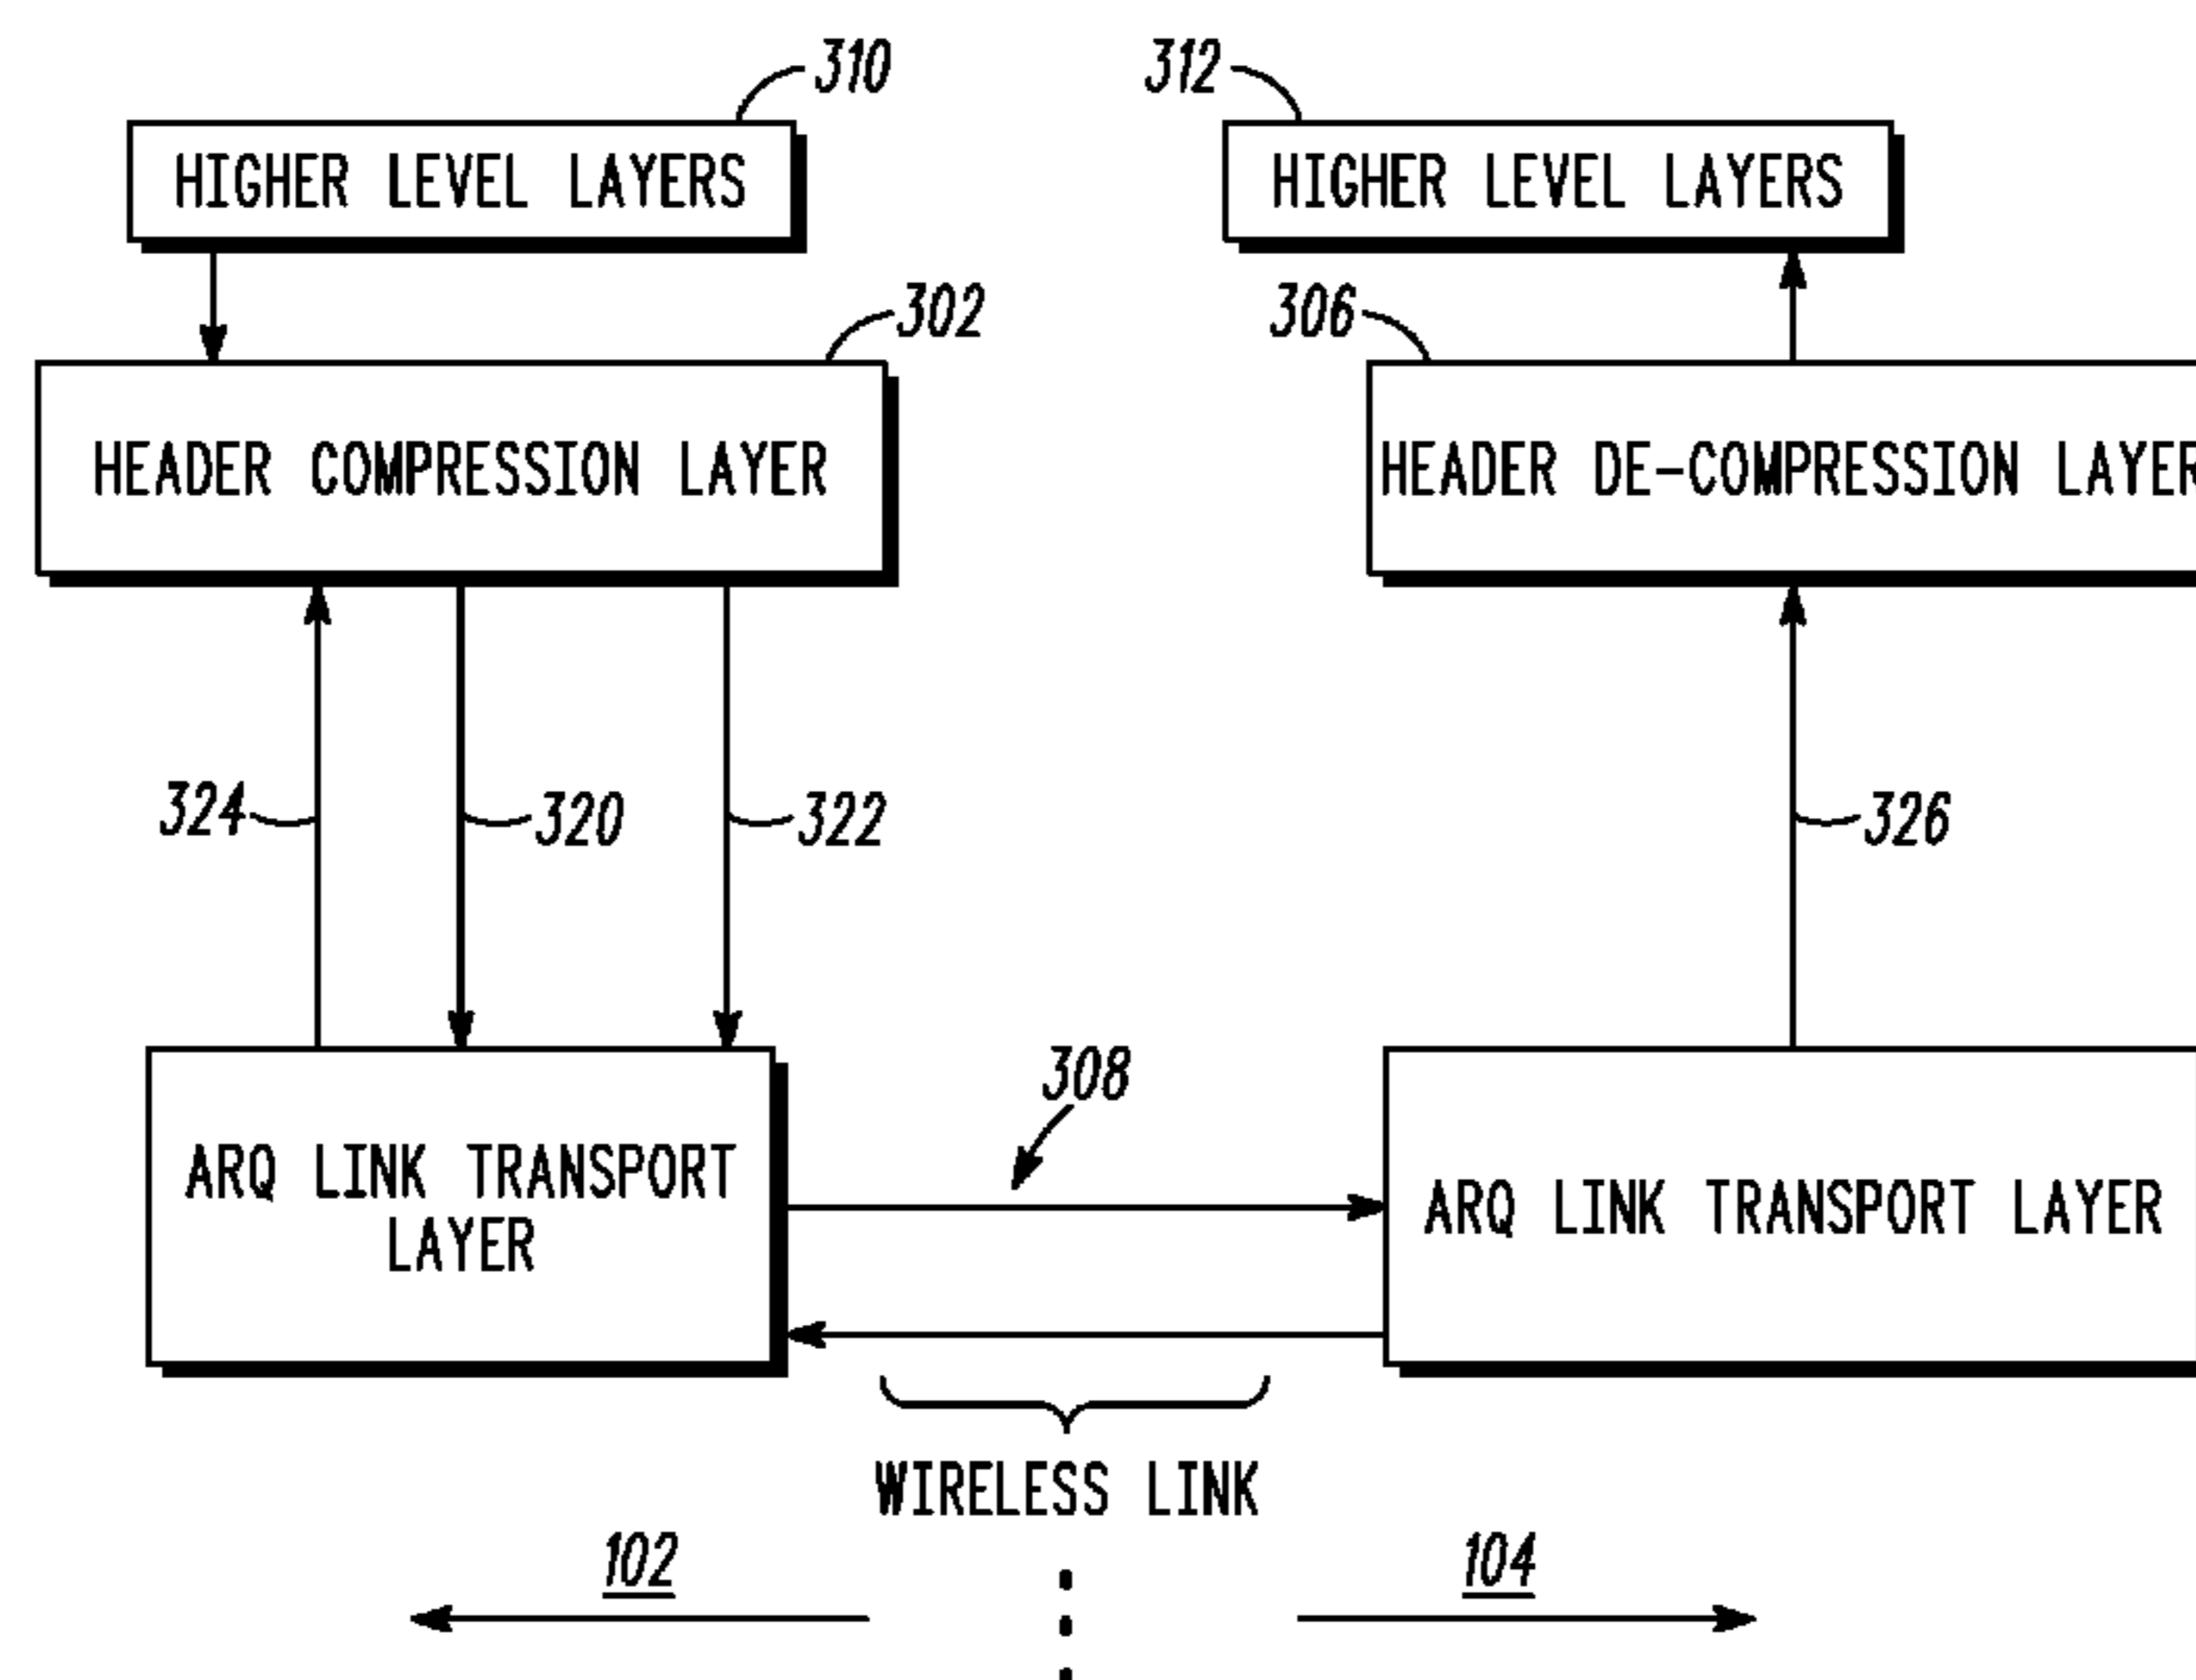 310
312
HIGHER LEVEL LAYERS
HIGHER LEVEL LAYERS
302
306
HEADER COMPRESSION LAYER
HEADER DE-COMPRESSION LAYER
324
320
322
326
308
ARQ LINK TRANSPORT
LAYER
ARQ LINK TRANSPORT LAYER
WIRELESS LINK
102
104